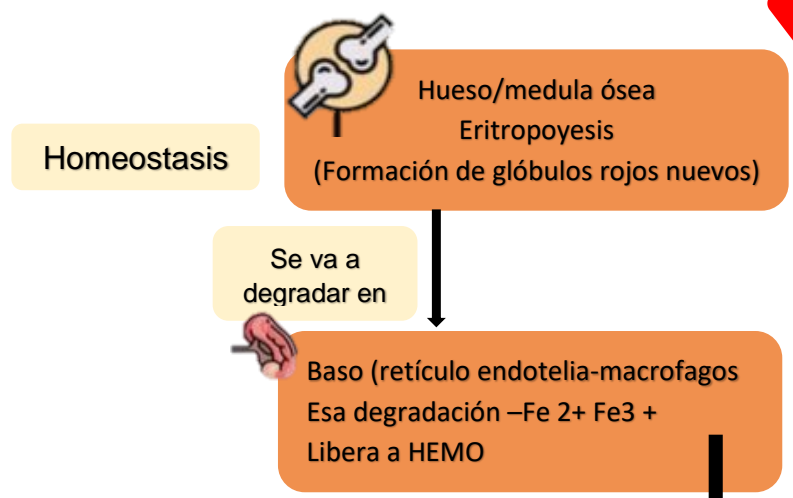 Hueso/medula ósea
Eritropoyesis
Homeostasis
(Formación de glóbulos rojos nuevos)
Se va a
degradar en
Baso (retículo endotelia-macrofagos
Esa degradación –Fe 2+ Fe3 +
Libera a HEMO